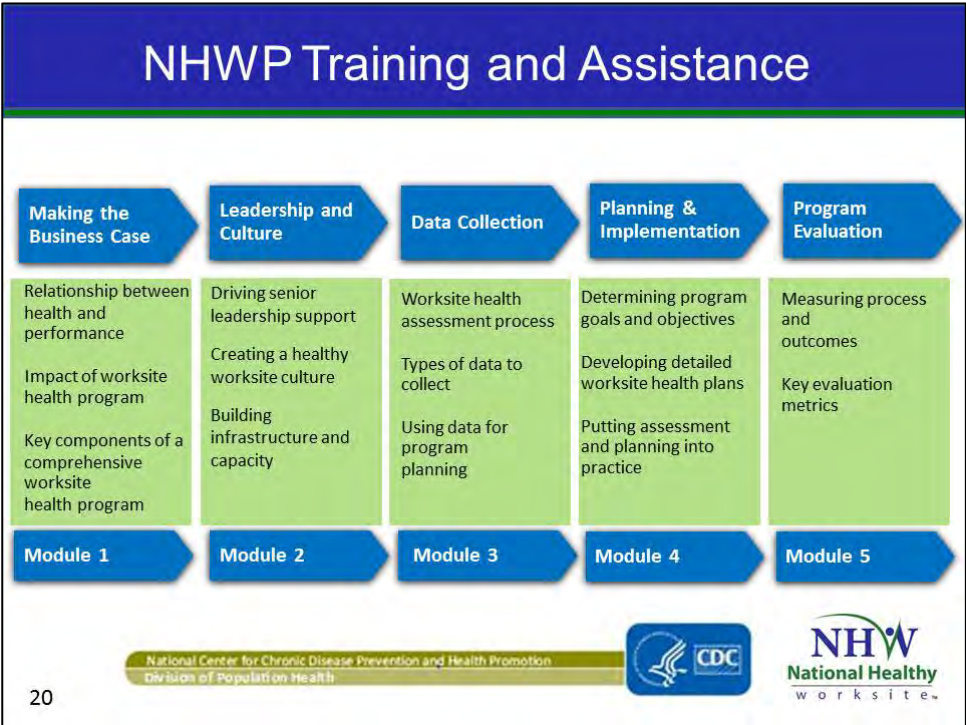 NHWP Training and Assistance
Making the
Business Case
Leadership and
Culture
Data Collection
Planning &
Implementation
Program
Evaluation
Relationship between
health and
performance
Impact of worksite
health program
Key components of a
comprehensive
worksite
health program
Driving senior
leadership support
Creating a healthy
worksite culture
Building
infrastructure and
capacity
Worksite health
assessment process
Types of data to
collect
Using data for
program
planning
Determining program
goals and objectives
Developing detailed
worksite health plans
Putting assessment
and planning into
practice
Measuring process
and
outcomes
Key evaluation
metrics
Module 1
Module 2
Module 3
Module 4
Module 5
National Center for Chronic Disease Prevention and Health Promotion
Division of Population Health
CDC
NHW
National Healthy
worksite
20